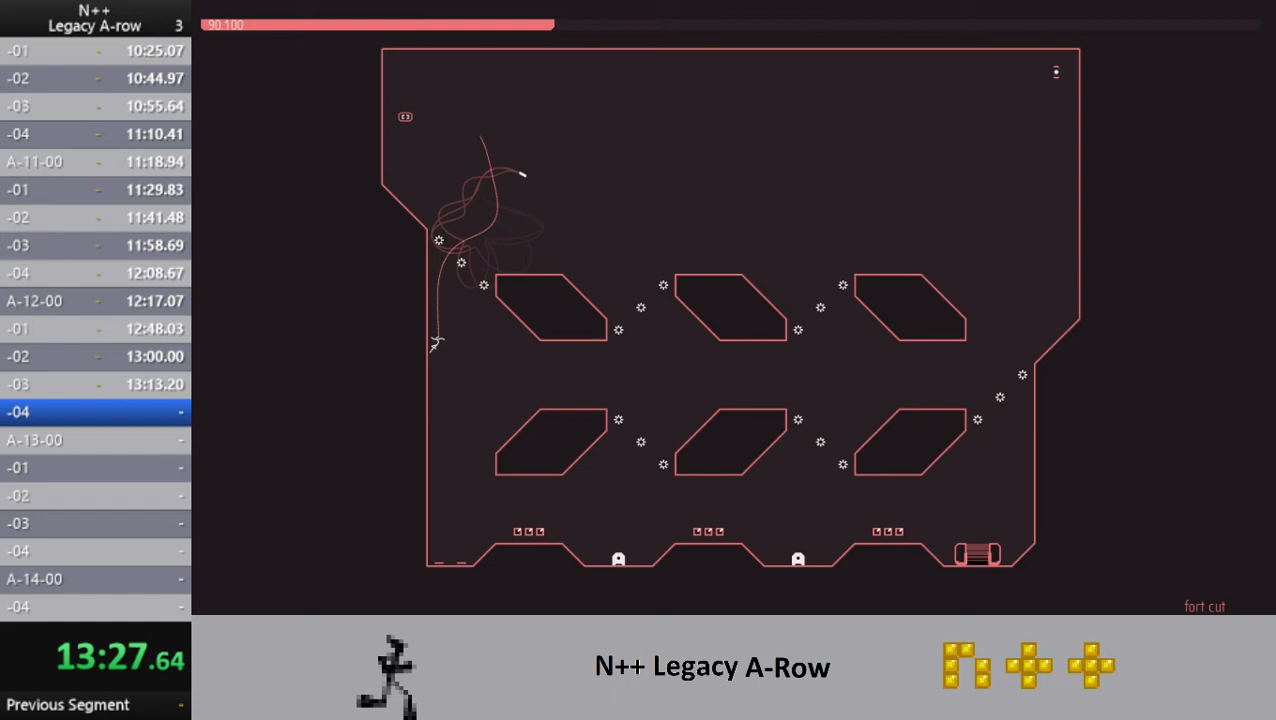 N++
Legacy A-row 3
-01 - 10:25.07
-02 - 10:44.97
-03 - 10:55.64
-04 - 11:10.41
A-11-00 - 11:18.94
-01 - 11:29.83
-02 - 11:41.48
-03 - 11:58.69
-04 - 12:08.67
A-12-00 - 12:17.07
-01 - 12:48.03
-02 - 13:00.00
-03 - 13:13.20
-04 -
A-13-00 -
-01 -
-02 -
-03 -
-04 -
A-14-00 -
-04 -
13:27.64
Previous Segment -
90.100
fort cut
N++ Legacy A-Row
n++